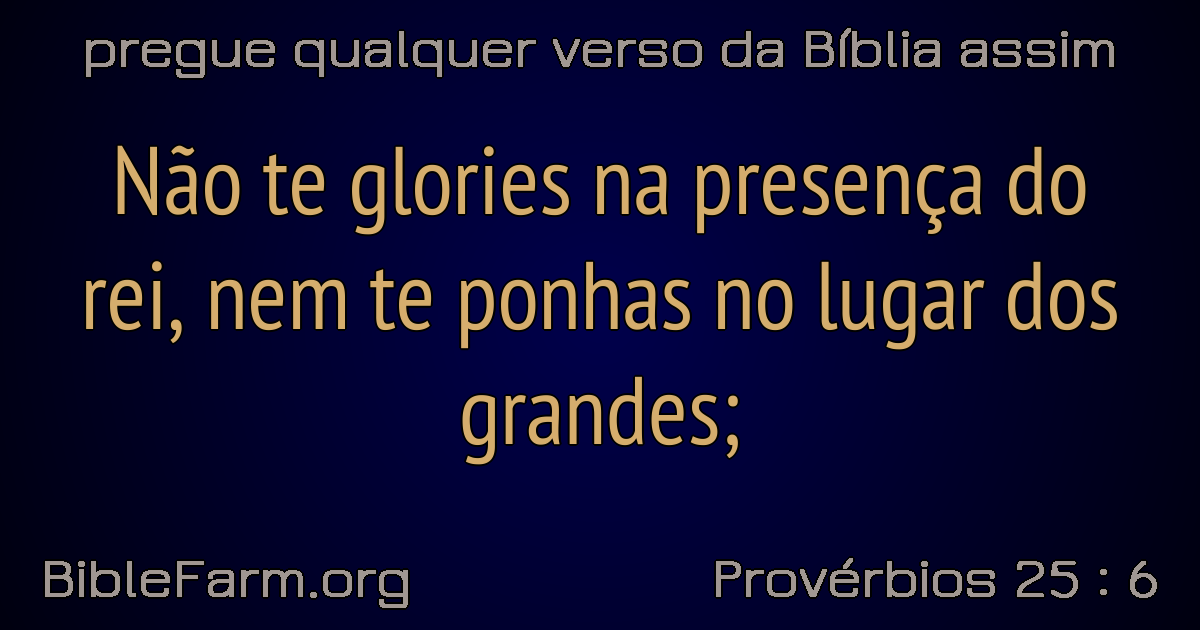 pregue qualquer verso da Bíblia assim
Não te glories na presença do
rei, nem te ponhas no lugar dos
grandes;
BibleFarm.org
Provérbios 25 : 6